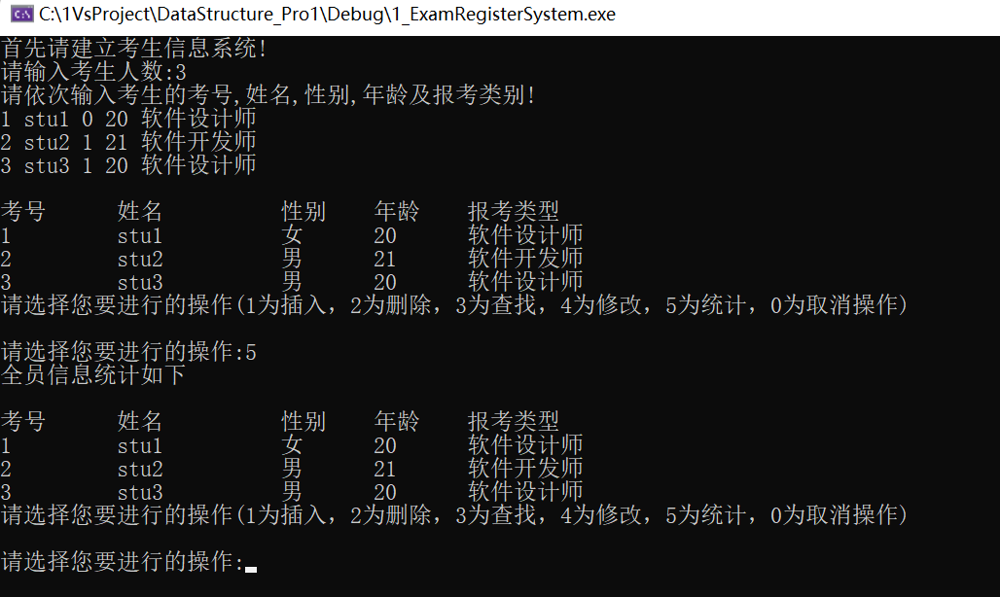 C:\1VsProject\DataStructure_Pro1\Debug\1_ExamRegisterSystem.exe
首先请建立考生信息系统!
请输入考生人数:3
请依次输入考生的考号,姓名,性别,年龄及报考类别!
1 stu1 0 20 软件设计师
2 stu2 1 21 软件开发师
3 stu3 1 20 软件设计师
考号 姓名 性别 年龄 报考类型
1 stu1 女 20 软件设计师
2 stu2 男 21 软件开发师
3 stu3 男 20 软件设计师
请选择您要进行的操作(1为插入，2为删除，3为查找，4为修改，5为统计，0为取消操作)
请选择您要进行的操作:5
全员信息统计如下
考号 姓名 性别 年龄 报考类型
1 stu1 女 20 软件设计师
2 stu2 男 21 软件开发师
3 stu3 男 20 软件设计师
请选择您要进行的操作(1为插入，2为删除，3为查找，4为修改，5为统计，0为取消操作)
请选择您要进行的操作: